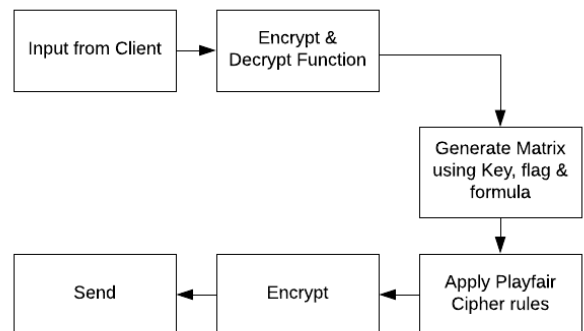 Input from Client
Encrypt &
Decrypt Function
Generate Matrix
using Key, flag &
formula
Apply Playfair
Cipher rules
Encrypt
Send